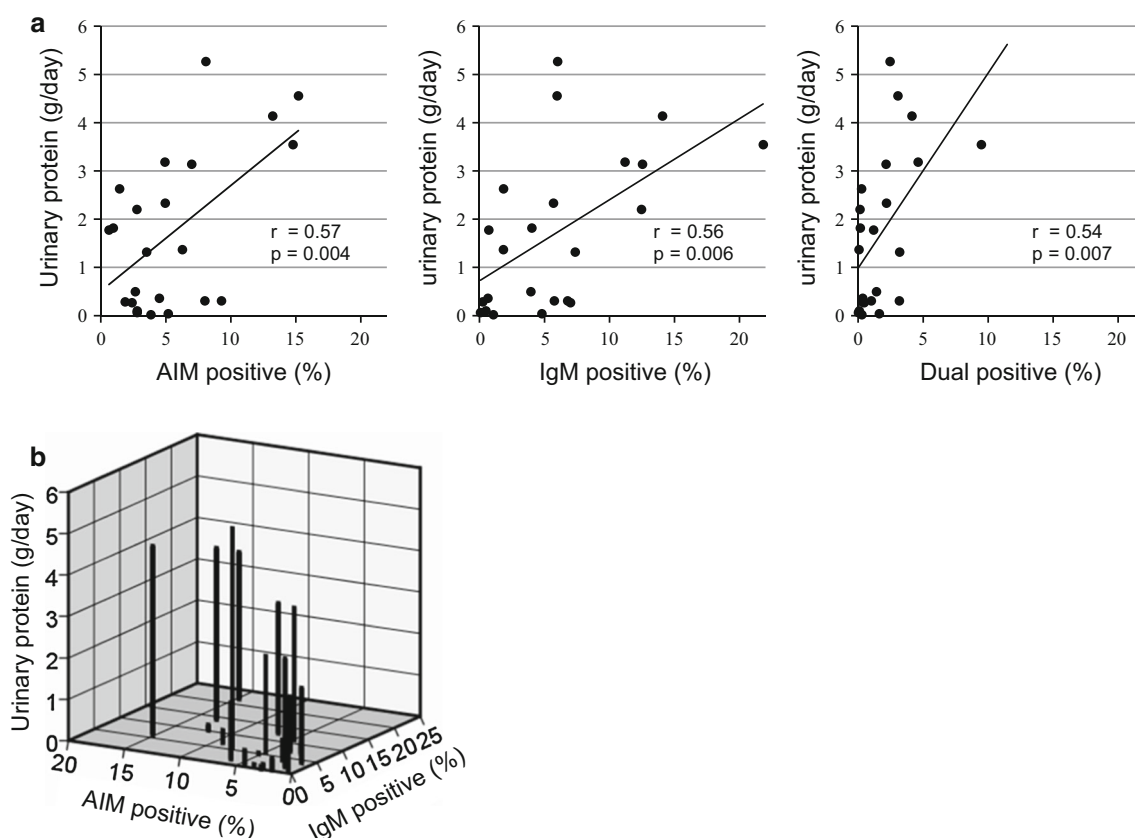 a
Urinary protein (g/day)
6
5
4
3
2
1
0
r = 0.57
p = 0.004
0 5 10 15 20
AIM positive (%)
urinary protein (g/day)
6
5
4
3
2
1
0
r = 0.56
p = 0.006
0 5 10 15 20
IgM positive (%)
urinary protein (g/day)
6
5
4
3
2
1
0
r = 0.54
p = 0.007
0 5 10 15 20
Dual positive (%)
b
Urinary protein (g/day)
6
5
4
3
2
1
0
20 15 10 5 0
AIM positive (%)
0 5 10 15 20 25
IgM positive (%)